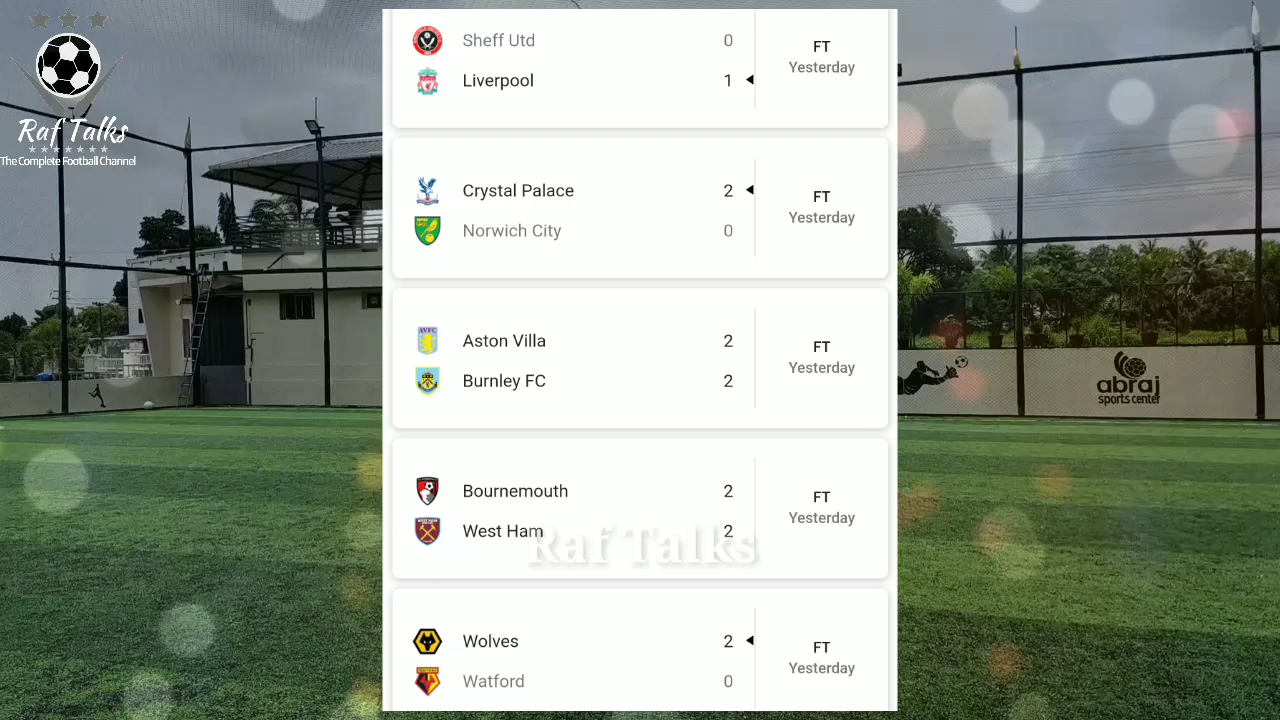 Raf Talks
The Complete Football Channel
Sheff Utd 0
Liverpool 1
FT
Yesterday
Crystal Palace 2
Norwich City 0
FT
Yesterday
AVFC
Aston Villa 2
Burnley FC 2
FT
Yesterday
Bournemouth 2
West Ham 2
FT
Yesterday
Raf Talks
Wolves 2
Watford 0
FT
Yesterday
abraj
sports center